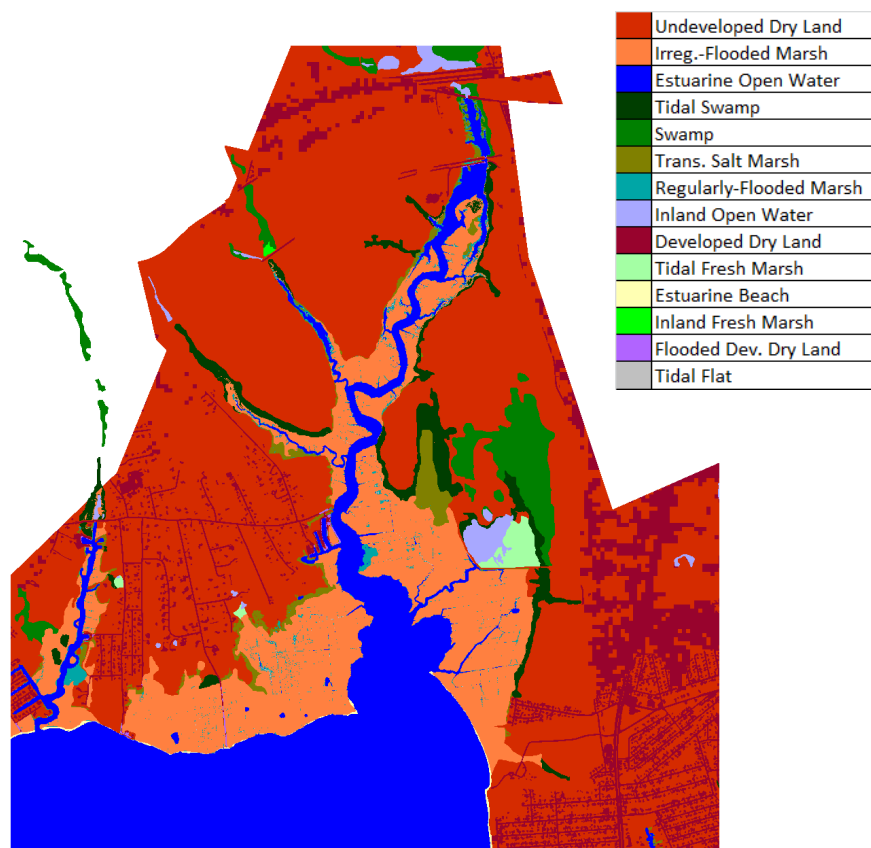 Undeveloped Dry Land
Irreg.-Flooded Marsh
Estuarine Open Water
Tidal Swamp
Swamp
Trans. Salt Marsh
Regularly-Flooded Marsh
Inland Open Water
Developed Dry Land
Tidal Fresh Marsh
Estuarine Beach
Inland Fresh Marsh
Flooded Dev. Dry Land
Tidal Flat